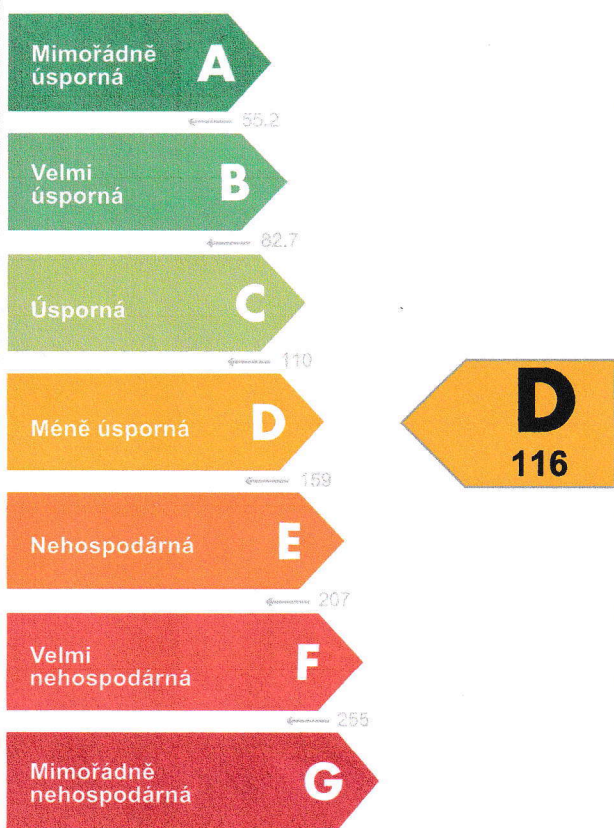 Mimořádně
úsporná
A
55.2
Velmi
úsporná
B
82.7
Úsporná
C
110
Méně úsporná
D
159
D
116
Nehospodárná
E
207
Velmi
nehospodárná
F
255
Mimořádně
nehospodárná
G